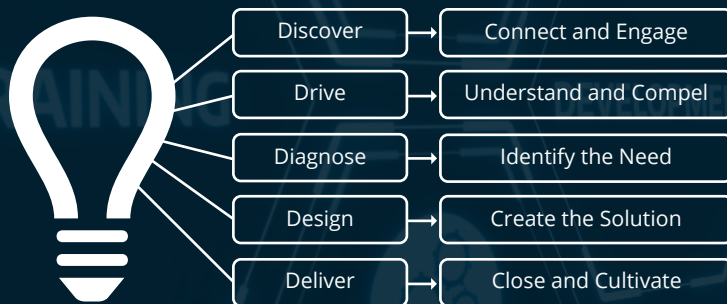 Discover
Connect and Engage
Drive
Understand and Compel
Diagnose
Identify the Need
Design
Create the Solution
Deliver
Close and Cultivate